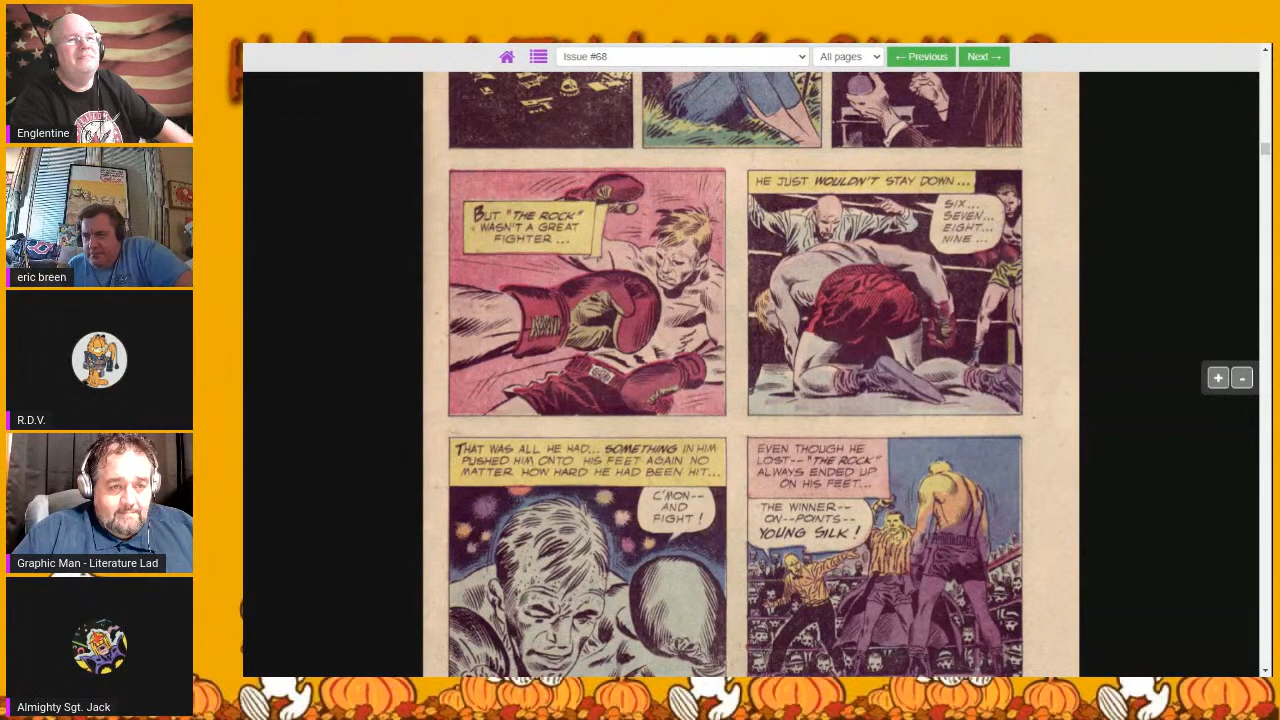 Englentine
eric breen
R.D.V.
Graphic Man - Literature Lad
Almighty Sgt. Jack
Issue #68
All pages
← Previous
Next →
BUT "THE ROCK"
WASN'T A GREAT
FIGHTER ...
HE JUST WOULDN'T STAY DOWN...
SIX...
SEVEN...
EIGHT...
NINE...
THAT WAS ALL HE HAD... SOMETHING IN HIM
PUSHED HIM ONTO HIS FEET AGAIN NO
MATTER HOW HARD HE HAD BEEN HIT...
C'MON--
AND
FIGHT!
EVEN THOUGH HE
LOST-- "THE ROCK"
ALWAYS ENDED UP
ON HIS FEET...
THE WINNER--
ON--POINTS--
YOUNG SILK!
+
-